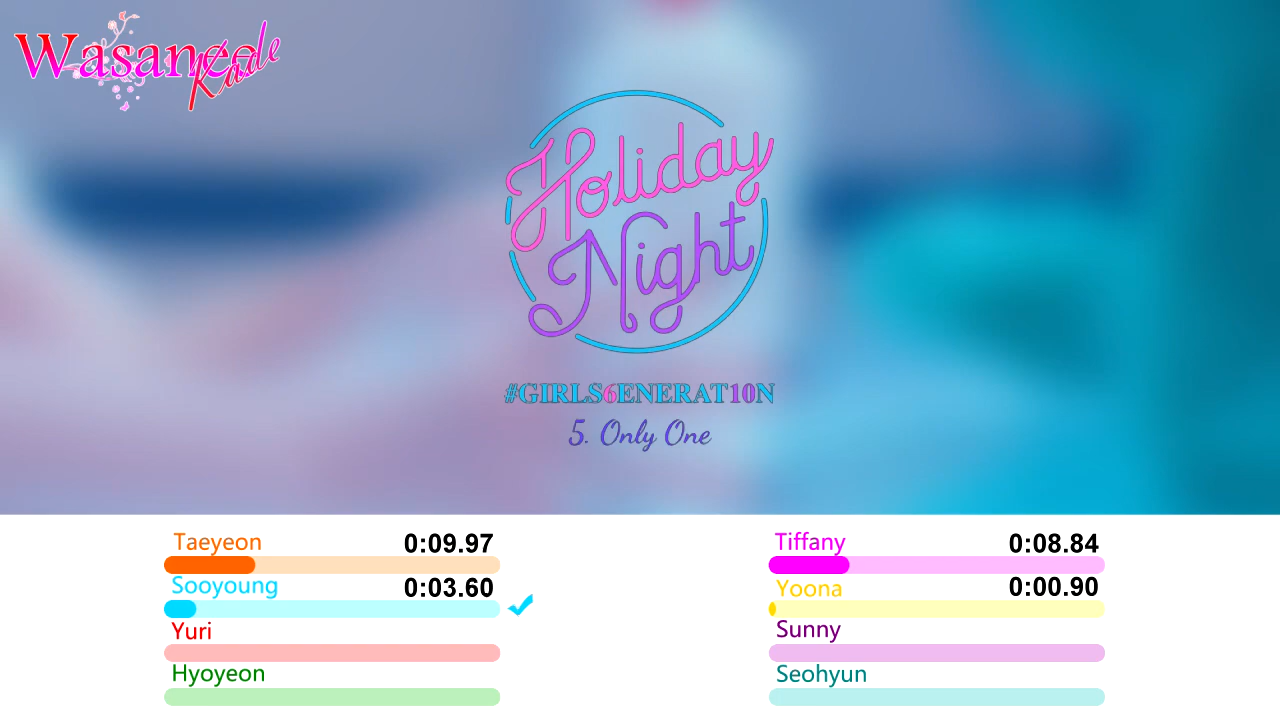 Wasaneok Kade
Holiday
Night
#GIRLS6ENERAT10N
5. Only One
Taeyeon 0:09.97
Tiffany 0:08.84
Sooyoung 0:03.60
Yoona 0:00.90
Yuri
Sunny
Hyoyeon
Seohyun